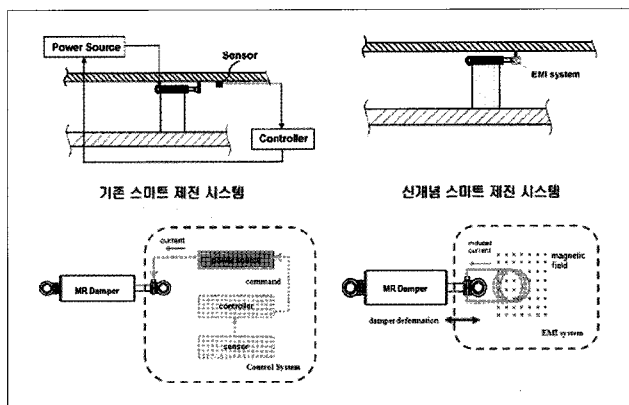 Power Source
Sensor
Controller
EMI system
기존 스마트 제진 시스템
신개념 스마트 제진 시스템
current
command
MR Damper
controller
sensor
Control System
induced
current
magnetic
field
MR Damper
damper deformation
EMI system